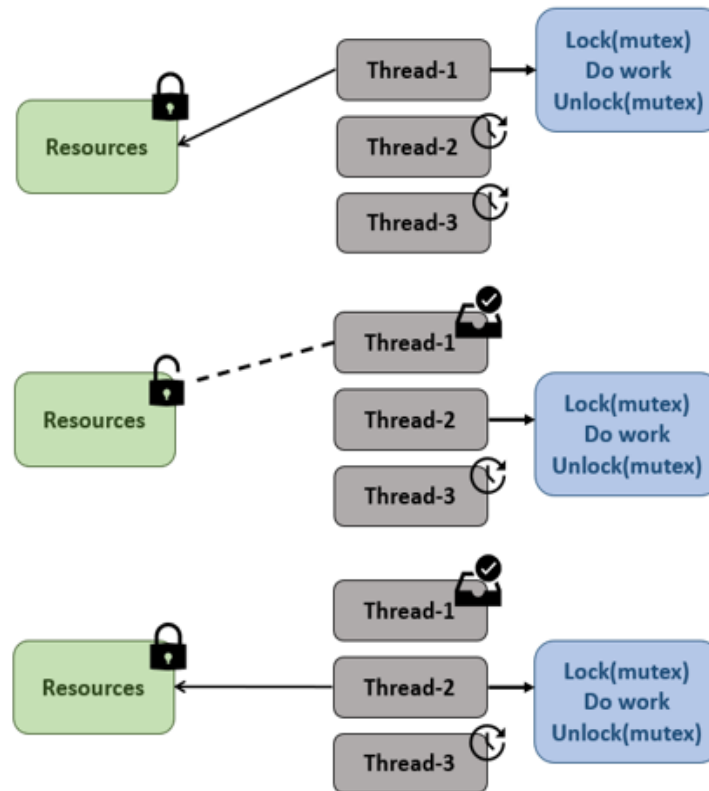 Thread-1
Lock(mutex)
Do work
Unlock(mutex)
Resources
Thread-2
Thread-3
Thread-1
Resources
Thread-2
Lock(mutex)
Do work
Unlock(mutex)
Thread-3
Thread-1
Resources
Thread-2
Lock(mutex)
Do work
Unlock(mutex)
Thread-3